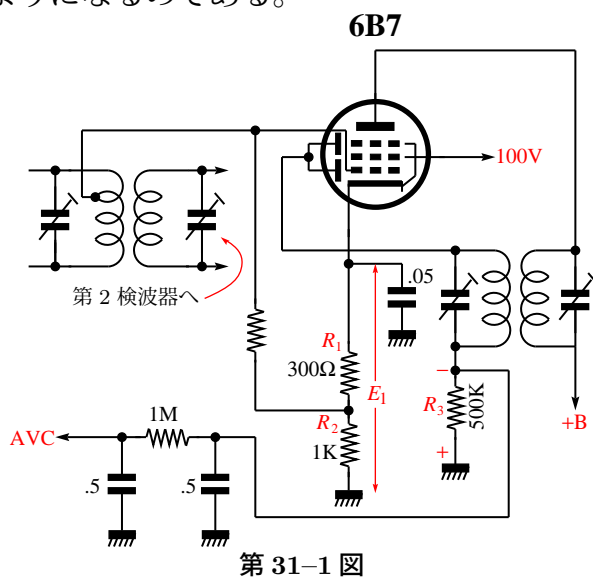 ようになるのである。
6B7
100V
第 2 検波器へ
.05
R₁
300Ω
E₁
R₂
1K
−
R₃
500K
+
+B
1M
AVC
.5
.5
第 31–1 図